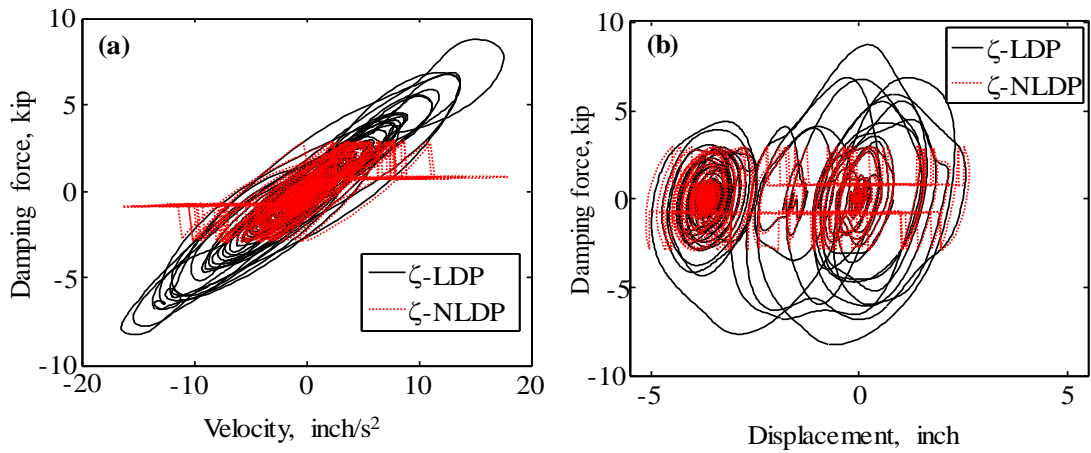 (a)
10
5
0
-5
-10
-20
-10
0
10
20
Damping force, kip
Velocity, inch/s²
ζ-LDP
ζ-NLDP
(b)
10
5
0
-5
-10
-5
0
5
Damping force, kip
Displacement, inch
ζ-LDP
ζ-NLDP